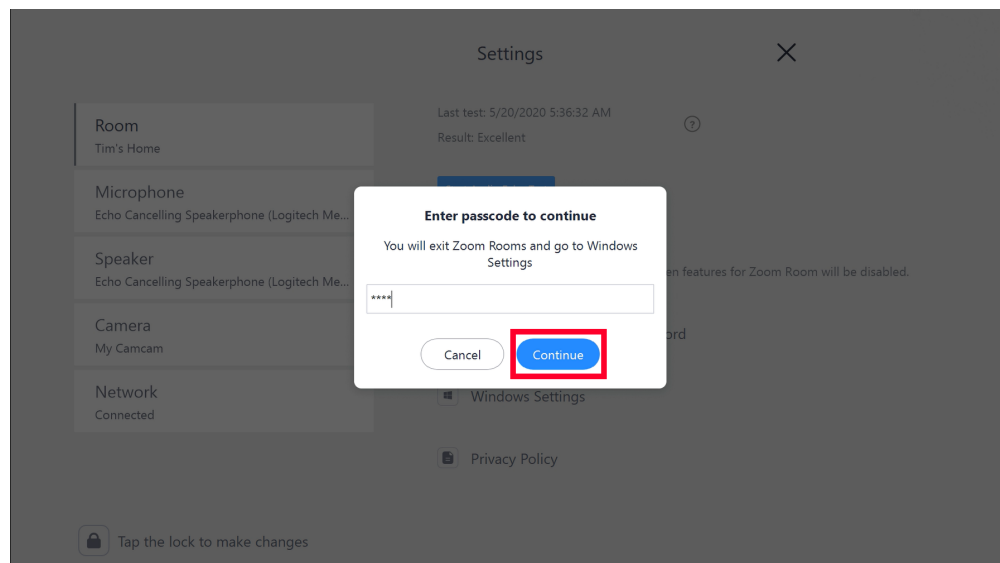 Settings
Last test: 5/20/2020 5:36:32 AM
Result: Excellent
?
Room
Tim's Home
Microphone
Echo Cancelling Speakerphone (Logitech Me...
Speaker
Echo Cancelling Speakerphone (Logitech Me...
Camera
My Camcam
Network
Connected
Enter passcode to continue
You will exit Zoom Rooms and go to Windows
Settings
****
Cancel
Continue
features for Zoom Room will be disabled.
Windows Settings
Privacy Policy
Tap the lock to make changes